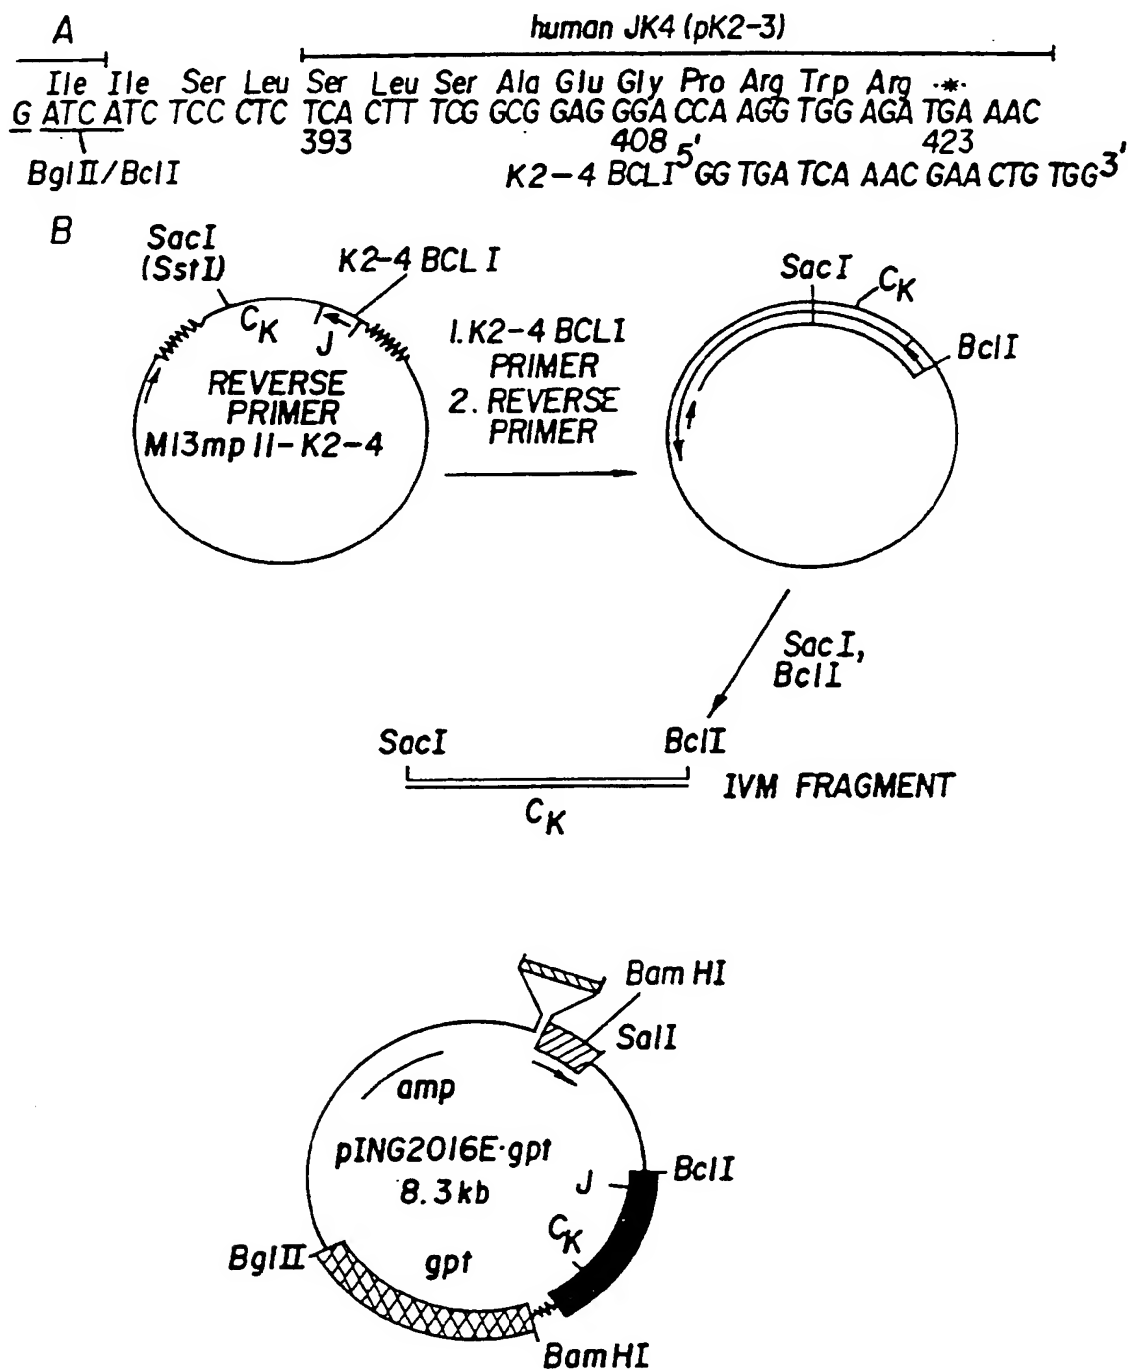 A
human JK4 (pK2-3)
Ile Ile Ser Leu Ser Leu Ser Ala Glu Gly Pro Arg Trp Arg *
G ATC ATC TCC CTC TCA CTT TCG GCG GAG GGA CCA AGG TGG AGA TGA AAC
393 408 423
BglII/BclI
K2-4 BCLI 5' GG TGA TCA AAC GAA CTG TGG 3'
B
SacI
(SstI)
K2-4 BCL I
CK
J
REVERSE
PRIMER
M13mp11-K2-4
1. K2-4 BCLI
PRIMER
2. REVERSE
PRIMER
SacI
CK
BclI
SacI,
BclI
SacI
BclI
CK
IVM FRAGMENT
Bam HI
SalI
amp
pING2016E·gpt
8.3kb
BclI
J
CK
BglII
gpt
BamHI